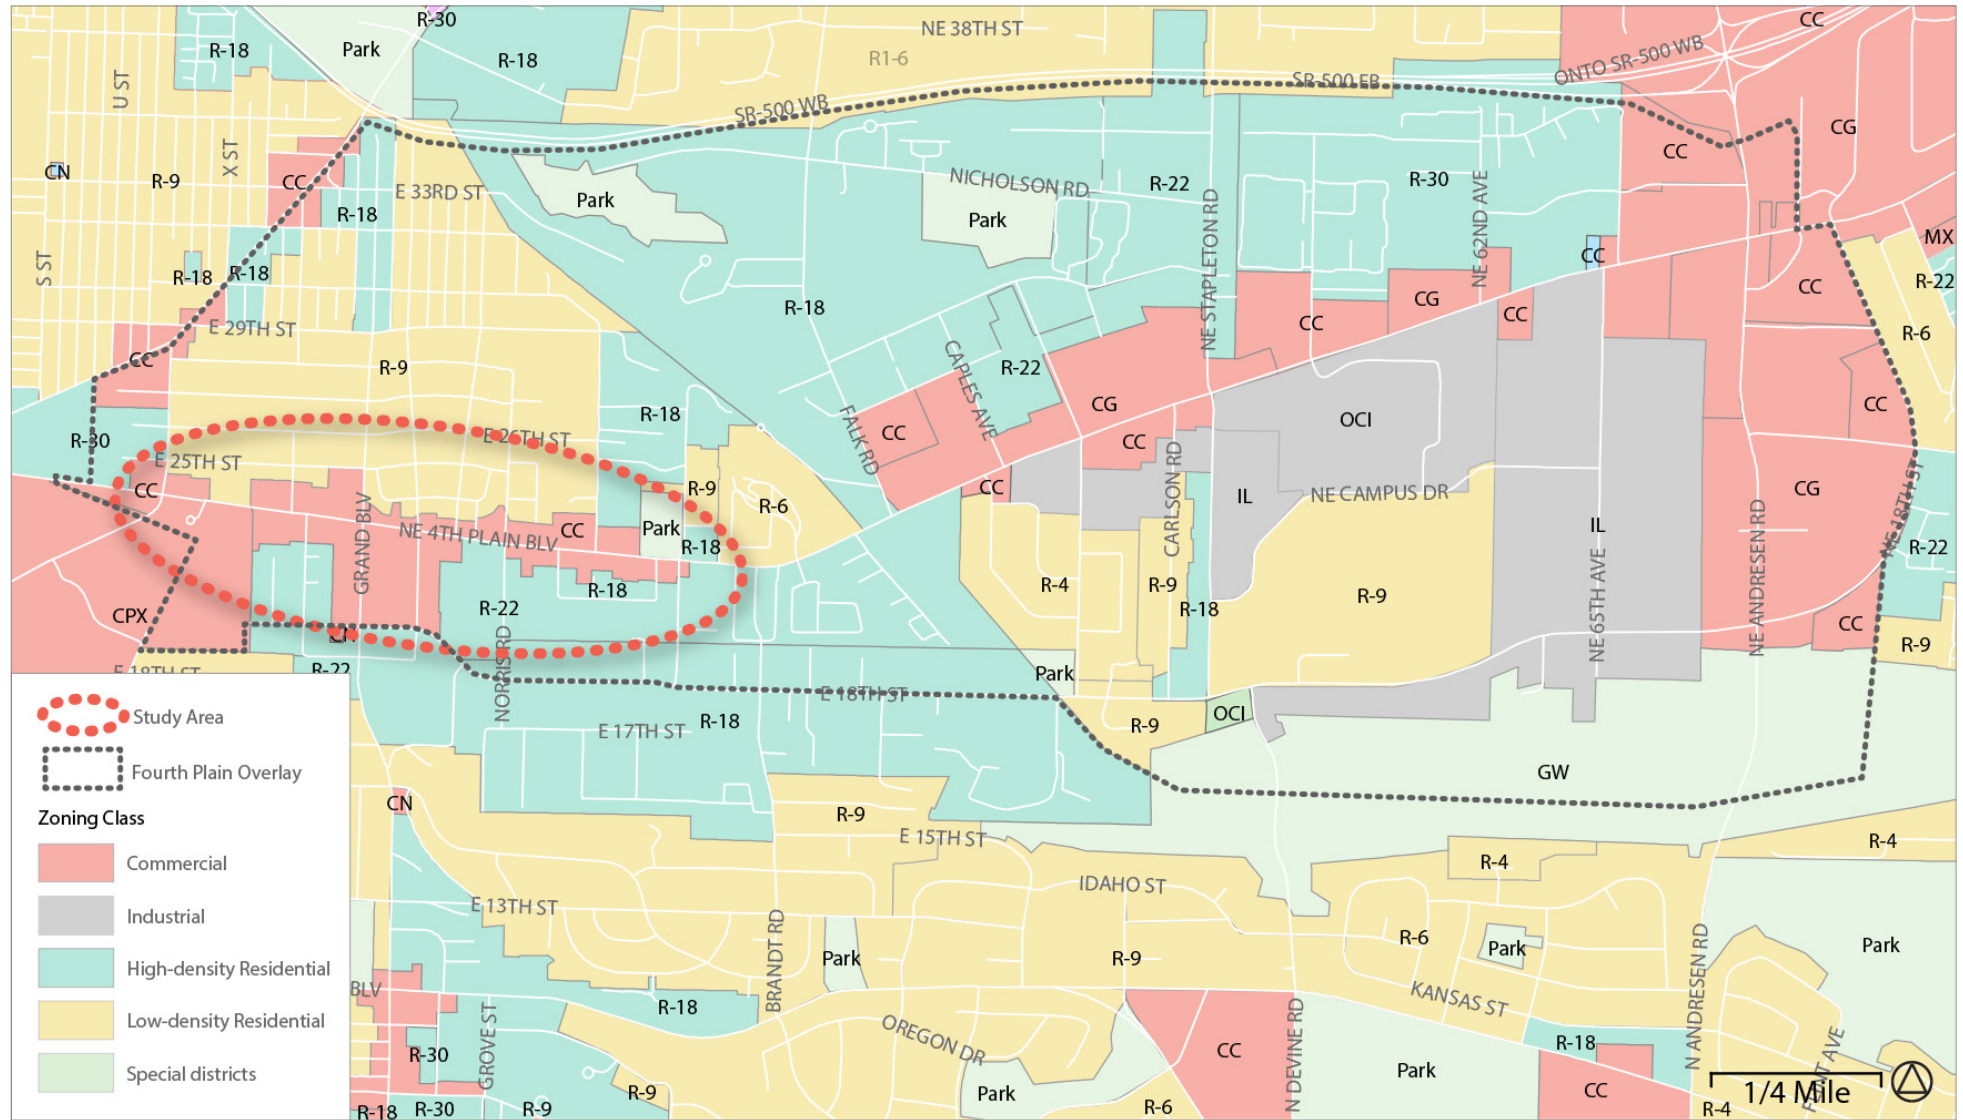 R-30
CC
R-18
Park
R-18
NE 38TH ST
R1-6
ONTO SR-500 WB
SR-500 EB
SR-500 WB
U ST
X ST
CG
CC
CN
R-9
CC
E 33RD ST
R-18
Park
NICHOLSON RD
Park
R-22
R-30
NE 62ND AVE
NE STAPLETON RD
MX
S ST
R-18
R-18
CC
CC
R-22
R-18
CG
CC
CC
R-6
E 29TH ST
CC
R-9
CAPLES AVE
R-22
CG
OCI
CC
R-18
FALK RD
CC
CC
R-30
E 26TH ST
E 25TH ST
CC
R-9
R-6
CC
CARLSON RD
IL
NE CAMPUS DR
CG
NE 18TH ST
GRAND BLV
NE 4TH PLAIN BLV
CC
Park
R-18
IL
NE 65TH AVE
NE ANDRESEN RD
R-22
R-4
R-9
R-18
R-9
R-22
R-18
CPX
CN
CC
R-9
E 18TH ST
R-22
NORRIS RD
Park
E 18TH ST
R-18
E 17TH ST
R-9
OCI
GW
Study Area
Fourth Plain Overlay
Zoning Class
Commercial
Industrial
High-density Residential
Low-density Residential
Special districts
CN
R-9
E 15TH ST
R-4
R-4
IDAHO ST
E 13TH ST
BRANDT RD
Park
R-9
R-6
Park
Park
N ANDRESEN RD
BLV
R-18
KANSAS ST
GROVE ST
R-30
OREGON DR
CC
N DEVINE RD
Park
R-18
CC
R-18
R-30
R-9
R-9
Park
R-6
R-4
1/4 Mile